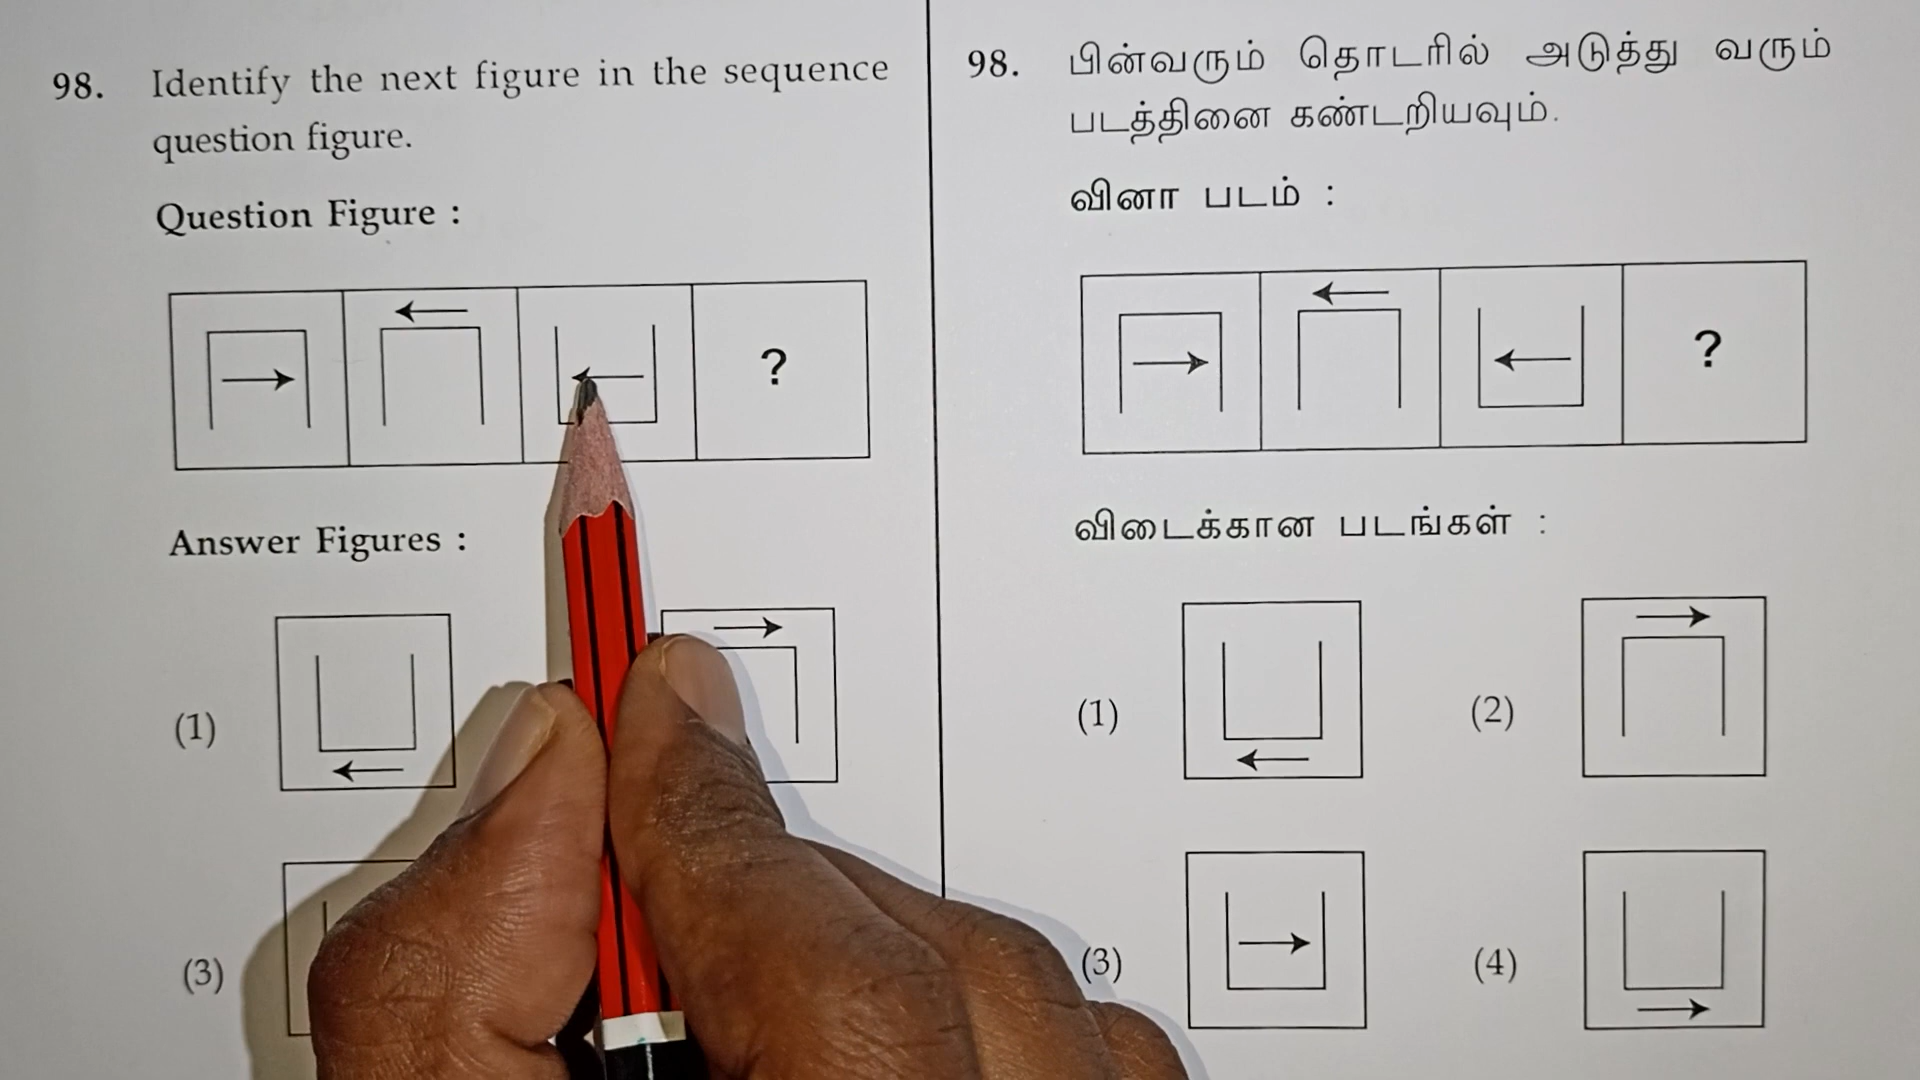 98. Identify the next figure in the sequence
question figure.
Question Figure :
?
Answer Figures :
(1)
(3)
98. பின்வரும் தொடரில் அடுத்து வரும்
படத்தினை கண்டறியவும்.
வினா படம் :
?
விடைக்கான படங்கள் :
(1)
(2)
(3)
(4)